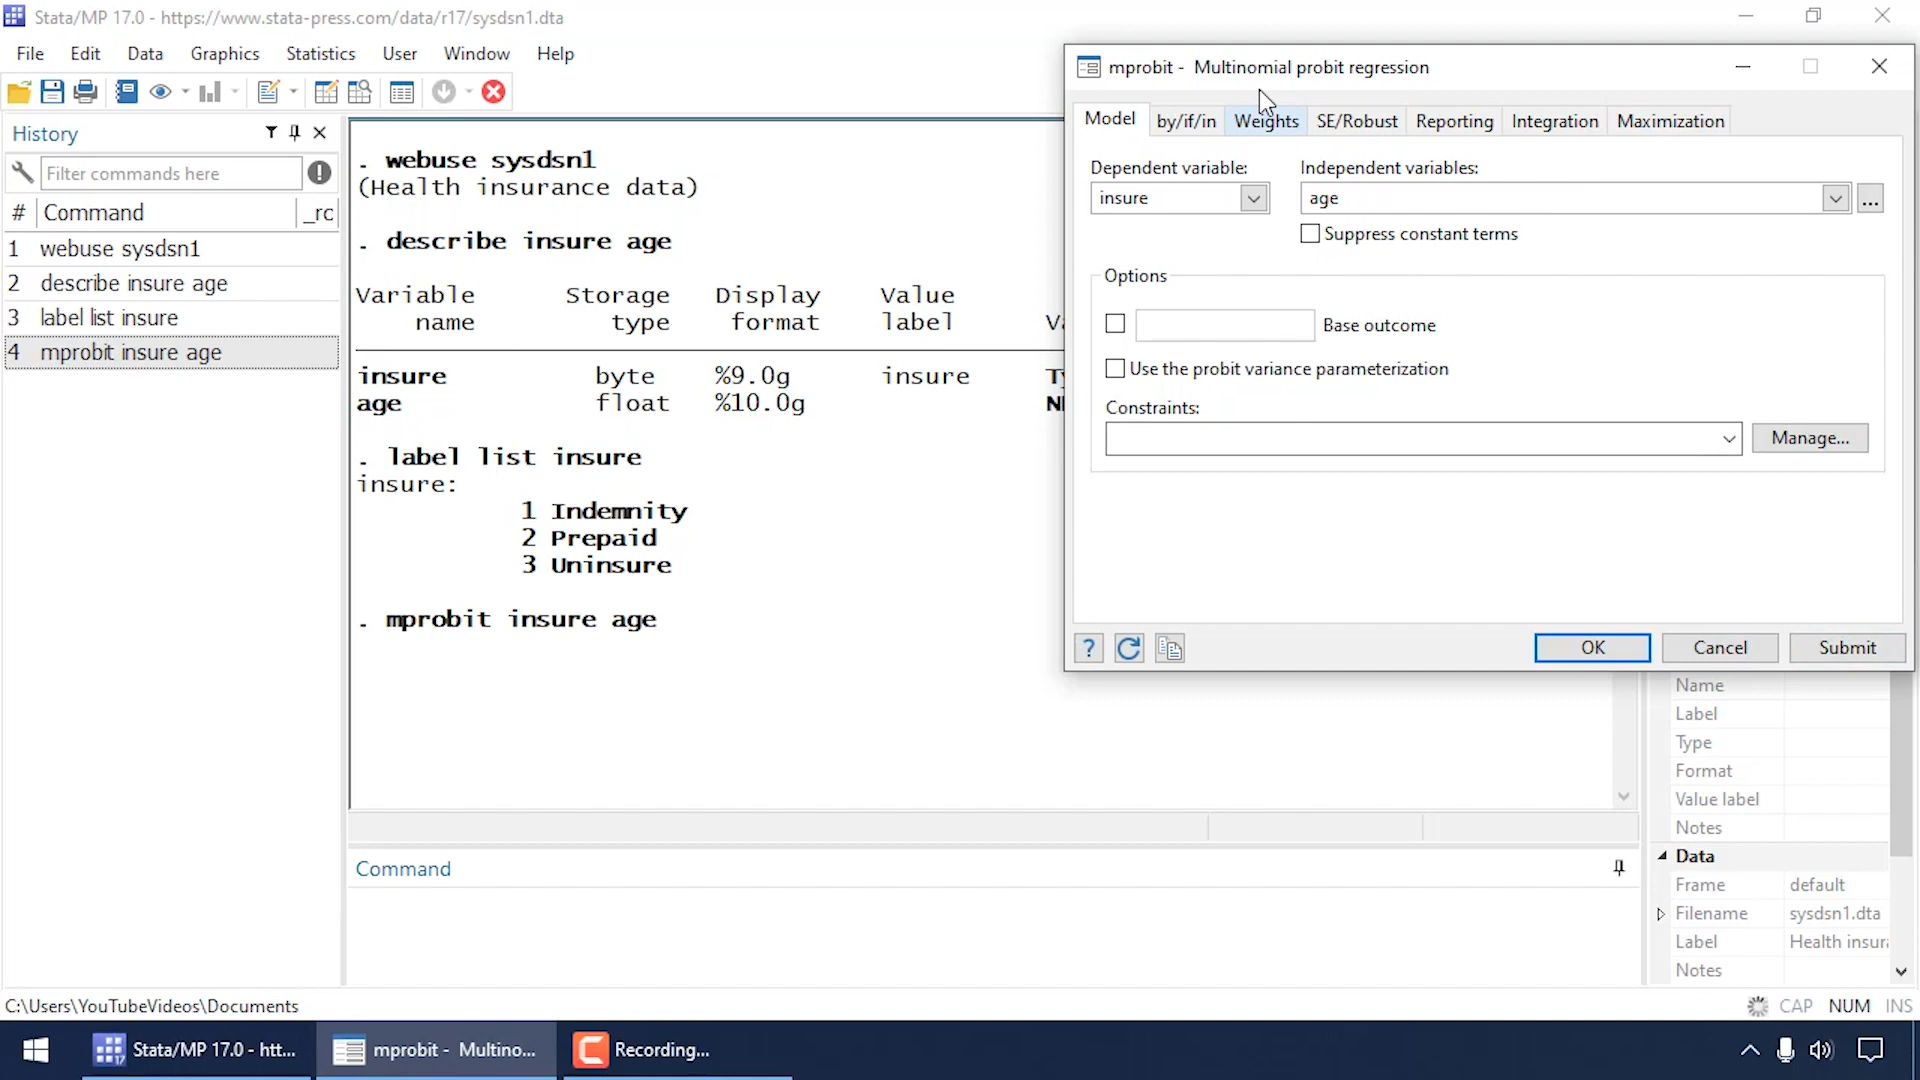 Stata/MP 17.0 - https://www.stata-press.com/data/r17/sysdsn1.dta
File Edit Data Graphics Statistics User Window Help
History
Filter commands here
# Command _rc
1 webuse sysdsn1
2 describe insure age
3 label list insure
4 mprobit insure age
. webuse sysdsn1
(Health insurance data)
. describe insure age
Variable Storage Display Value
name type format label
insure byte %9.0g insure
age float %10.0g
. label list insure
insure:
1 Indemnity
2 Prepaid
3 Uninsure
. mprobit insure age
mprobit - Multinomial probit regression
Model by/if/in Weights SE/Robust Reporting Integration Maximization
Dependent variable: Independent variables:
insure age ...
Suppress constant terms
Options
Base outcome
Use the probit variance parameterization
Constraints:
Manage...
? OK Cancel Submit
Name
Label
Type
Format
Value label
Notes
Data
Frame default
Filename sysdsn1.dta
Label Health insur
Notes
Command
C:\Users\YouTubeVideos\Documents
CAP NUM INS
Stata/MP 17.0 - htt...
mprobit - Multino...
Recording...